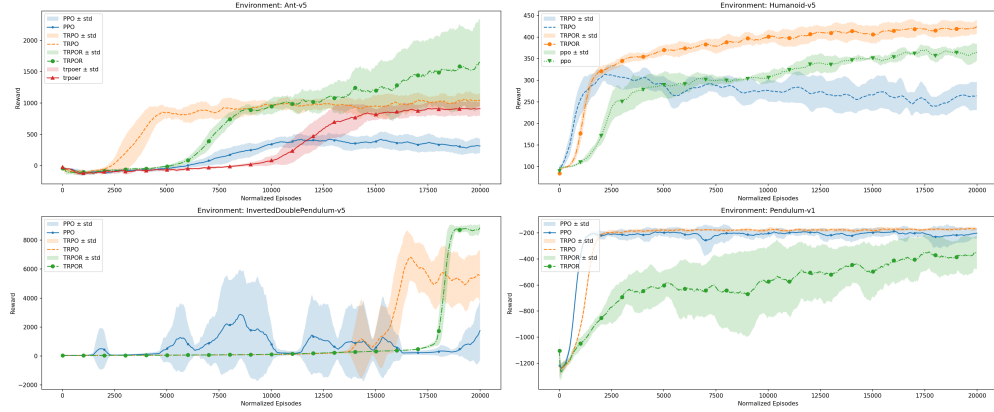 Environment: Ant-v5
PPO ± std
PPO
TRPO ± std
TRPO
TRPOR ± std
TRPOR
trpoer ± std
trpoer
2000
1500
1000
500
0
Reward
0
2500
5000
7500
10000
12500
15000
17500
20000
Normalized Episodes
Environment: Humanoid-v5
TRPO ± std
TRPO
TRPOR ± std
TRPOR
ppo ± std
ppo
450
400
350
300
250
200
150
100
Reward
0
2500
5000
7500
10000
12500
15000
17500
20000
Normalized Episodes
Environment: InvertedDoublePendulum-v5
PPO ± std
PPO
TRPO ± std
TRPO
TRPOR ± std
TRPOR
8000
6000
4000
2000
0
−2000
Reward
0
2500
5000
7500
10000
12500
15000
17500
20000
Normalized Episodes
Environment: Pendulum-v1
PPO ± std
PPO
TRPO ± std
TRPO
TRPOR ± std
TRPOR
−200
−400
−600
−800
−1000
−1200
Reward
0
2500
5000
7500
10000
12500
15000
17500
20000
Normalized Episodes